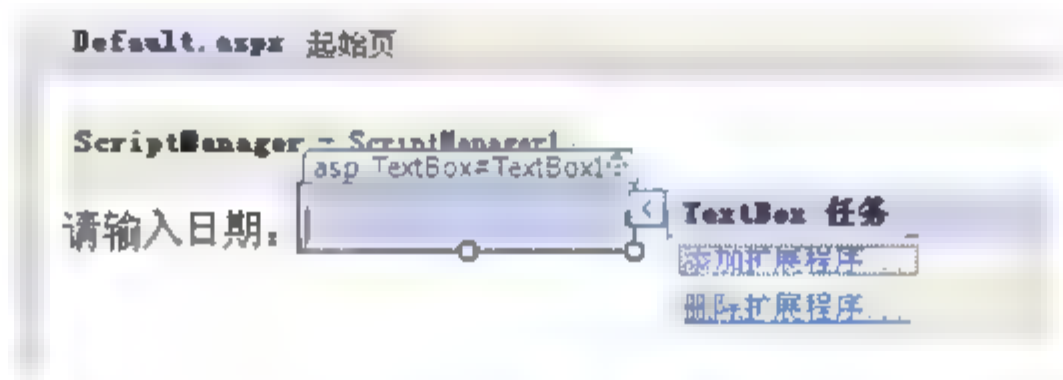 Default.aspx 起始页
ScriptManager - ScriptManager1
asp TextBox#TextBox1
请输入日期：
TextBox 任务
添加扩展程序...
删除扩展程序...